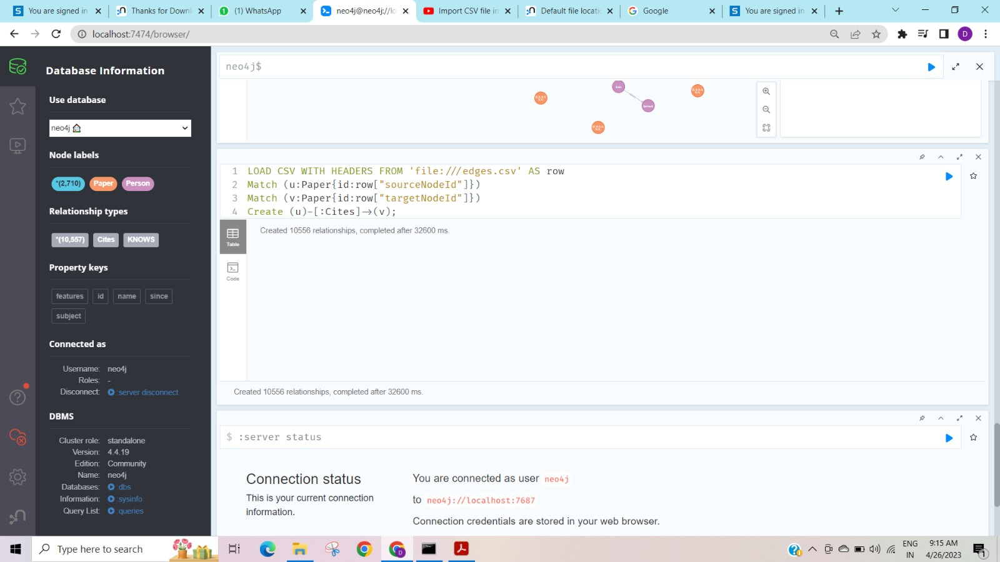 You are signed in
Thanks for Downl
(1) WhatsApp
neo4j@neo4j://lo
Import CSV file in
Default file locatio
Google
You are signed in
localhost:7474/browser/
D
Database Information
Use database
neo4j
Node labels
*(2,710) Paper Person
Relationship types
*(10,557) Cites KNOWS
Property keys
features id name since
subject
Connected as
Username: neo4j
Roles: -
Disconnect: :server disconnect
DBMS
Cluster role: standalone
Version: 4.4.19
Edition: Community
Name: neo4j
Databases: :dbs
Information: :sysinfo
Query List: :queries
neo4j$
1 LOAD CSV WITH HEADERS FROM 'file:///edges.csv' AS row
2 Match (u:Paper{id:row["sourceNodeId"]})
3 Match (v:Paper{id:row["targetNodeId"]})
4 Create (u)-[:Cites]→(v);
Table
Code
Created 10556 relationships, completed after 32600 ms.
Created 10556 relationships, completed after 32600 ms.
$ :server status
Connection status
This is your current connection
information.
You are connected as user neo4j
to neo4j://localhost:7687
Connection credentials are stored in your web browser.
Type here to search
D
ENG
IN
9:15 AM
4/26/2023
1